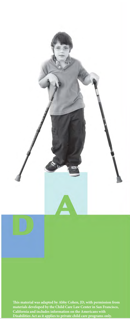 A
D
This material was adapted by Abby Cohen, JD, with permission from
materials developed by the Child Care Law Center in San Francisco,
California and includes information on the Americans with
Disabilities Act as it applies to private child care programs only.